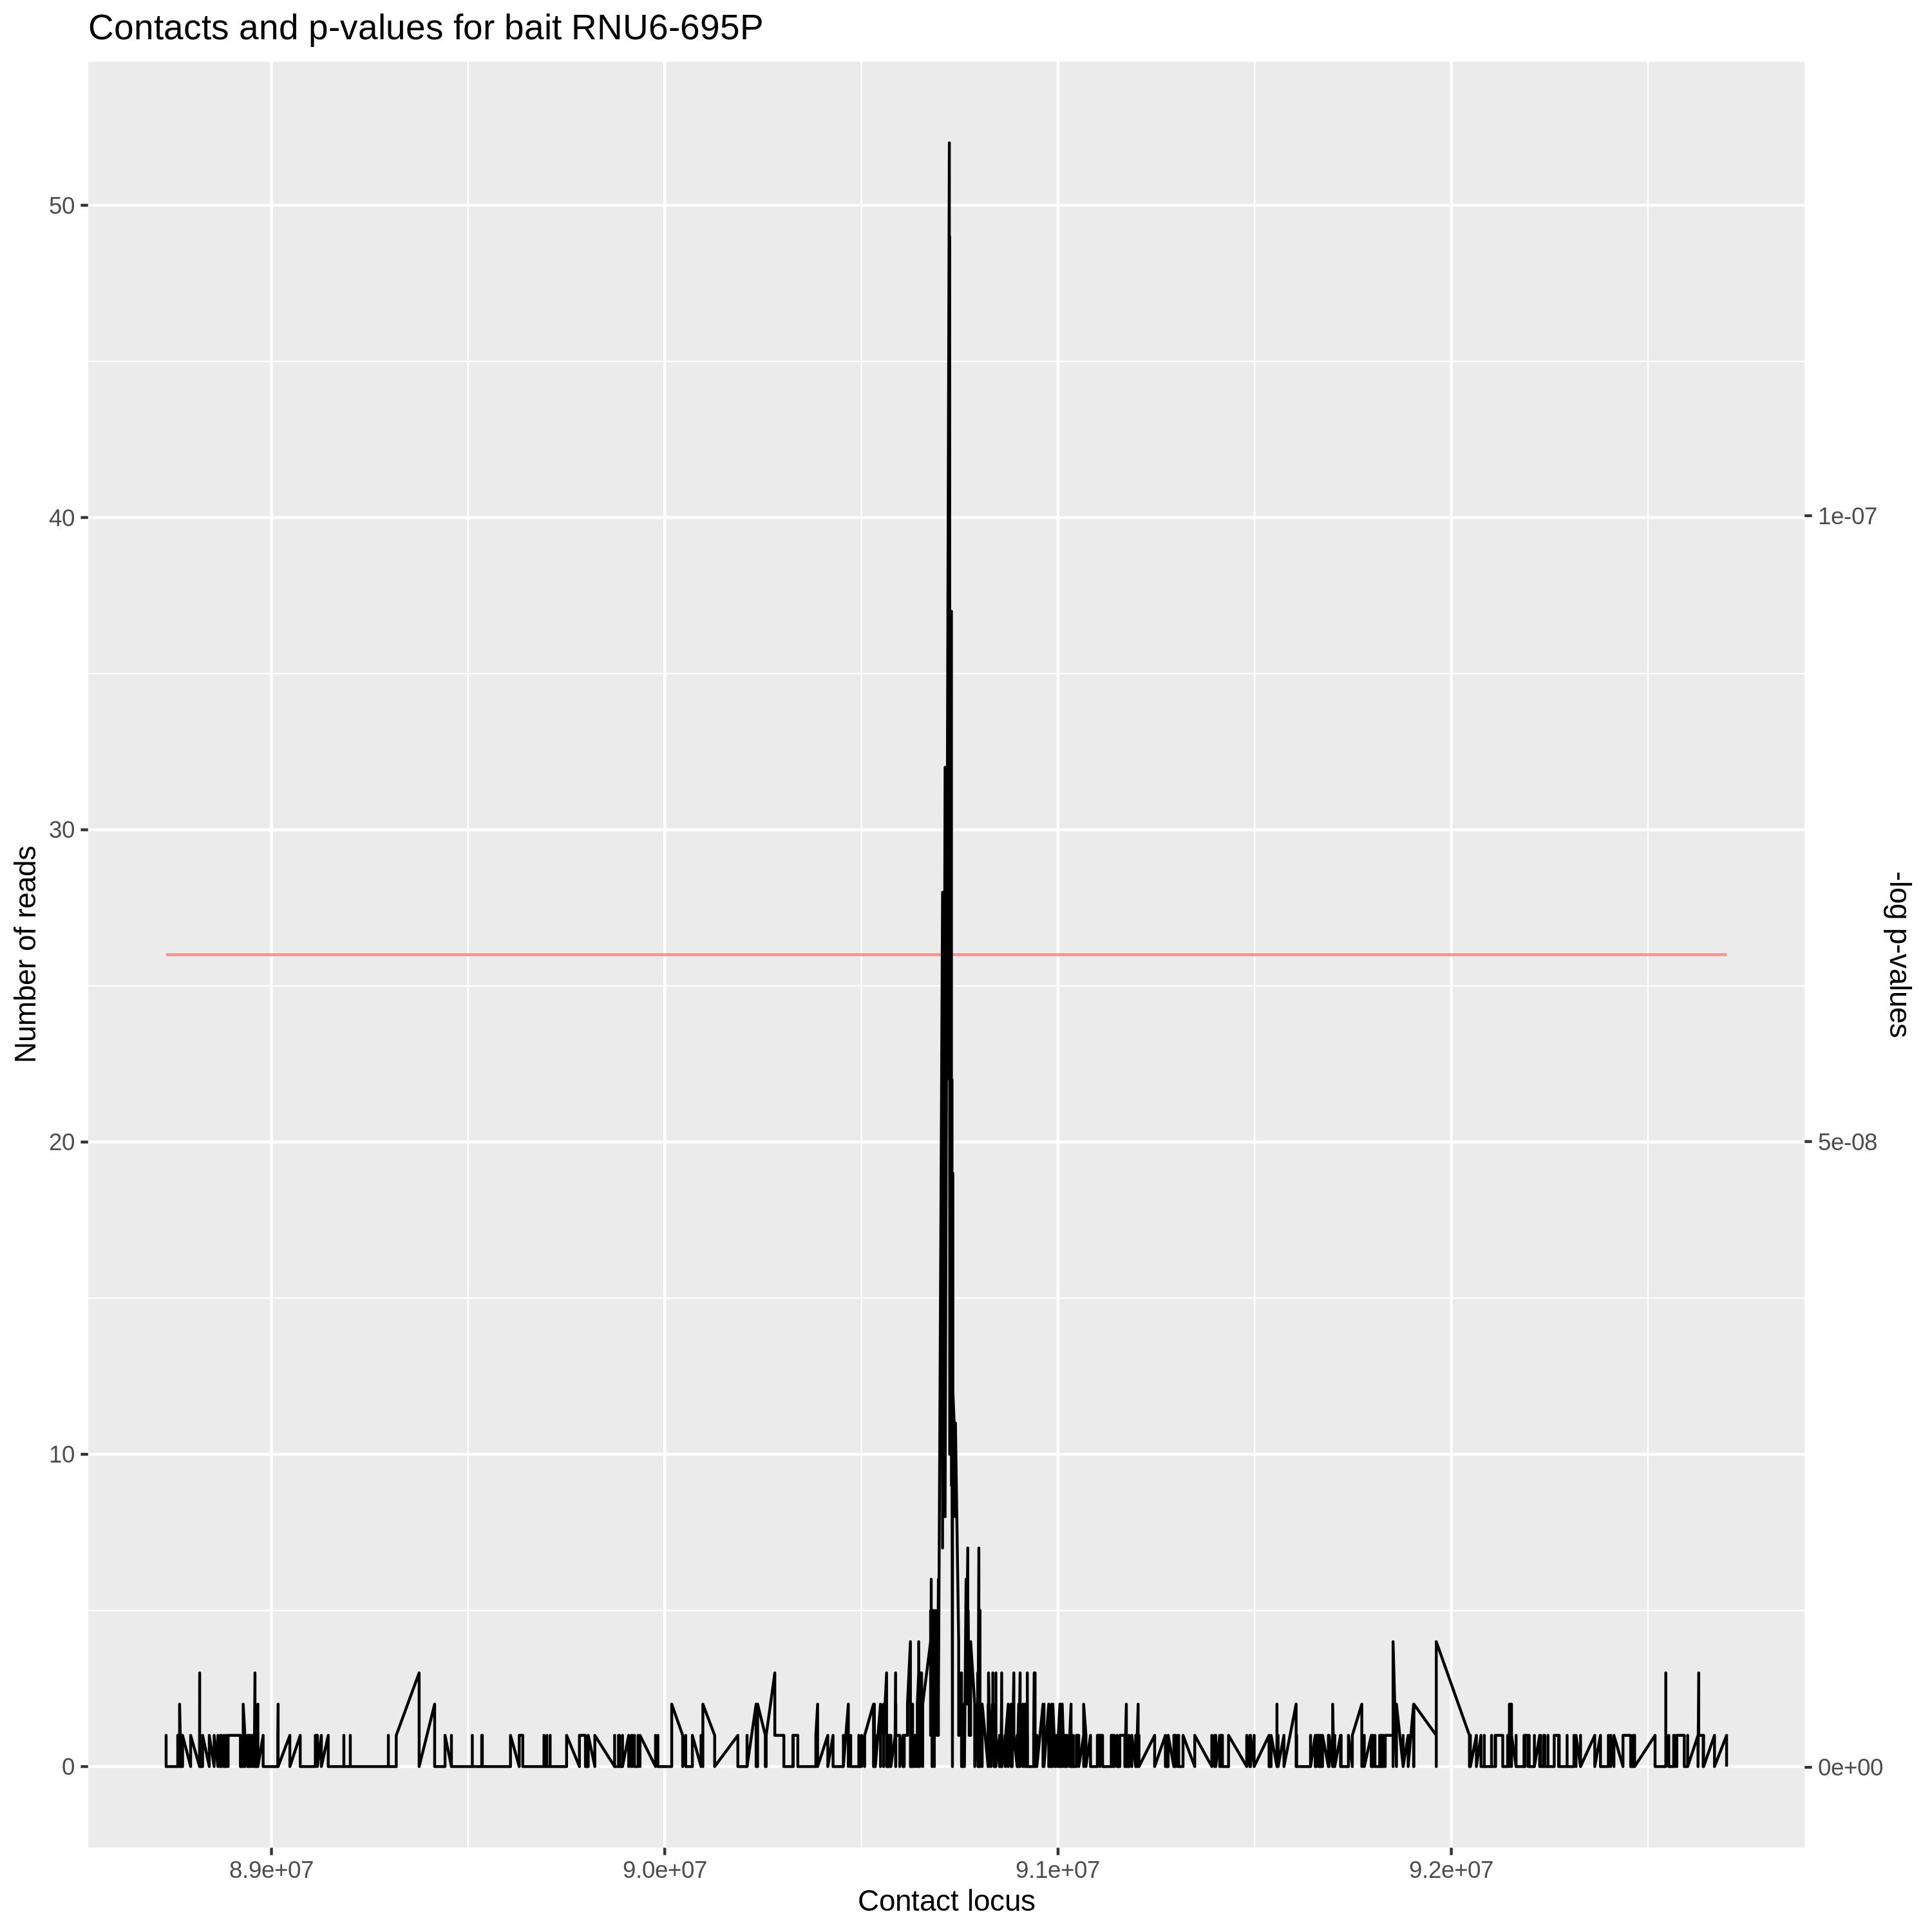 Contacts and p-values for bait RNU6-695P
50
40
30
20
10
0
Number of reads
1e-07
5e-08
0e+00
-log p-values
8.9e+07
9.0e+07
9.1e+07
9.2e+07
Contact locus